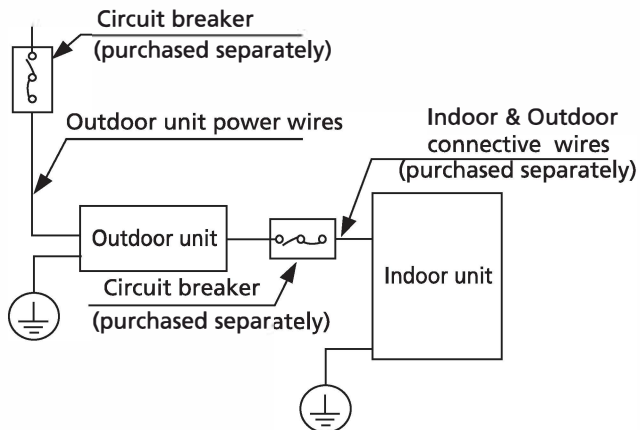 Circuit breaker
(purchased separately)
Outdoor unit power wires
Indoor & Outdoor
connective wires
(purchased separately)
Outdoor unit
Indoor unit
Circuit breaker
(purchased separately)